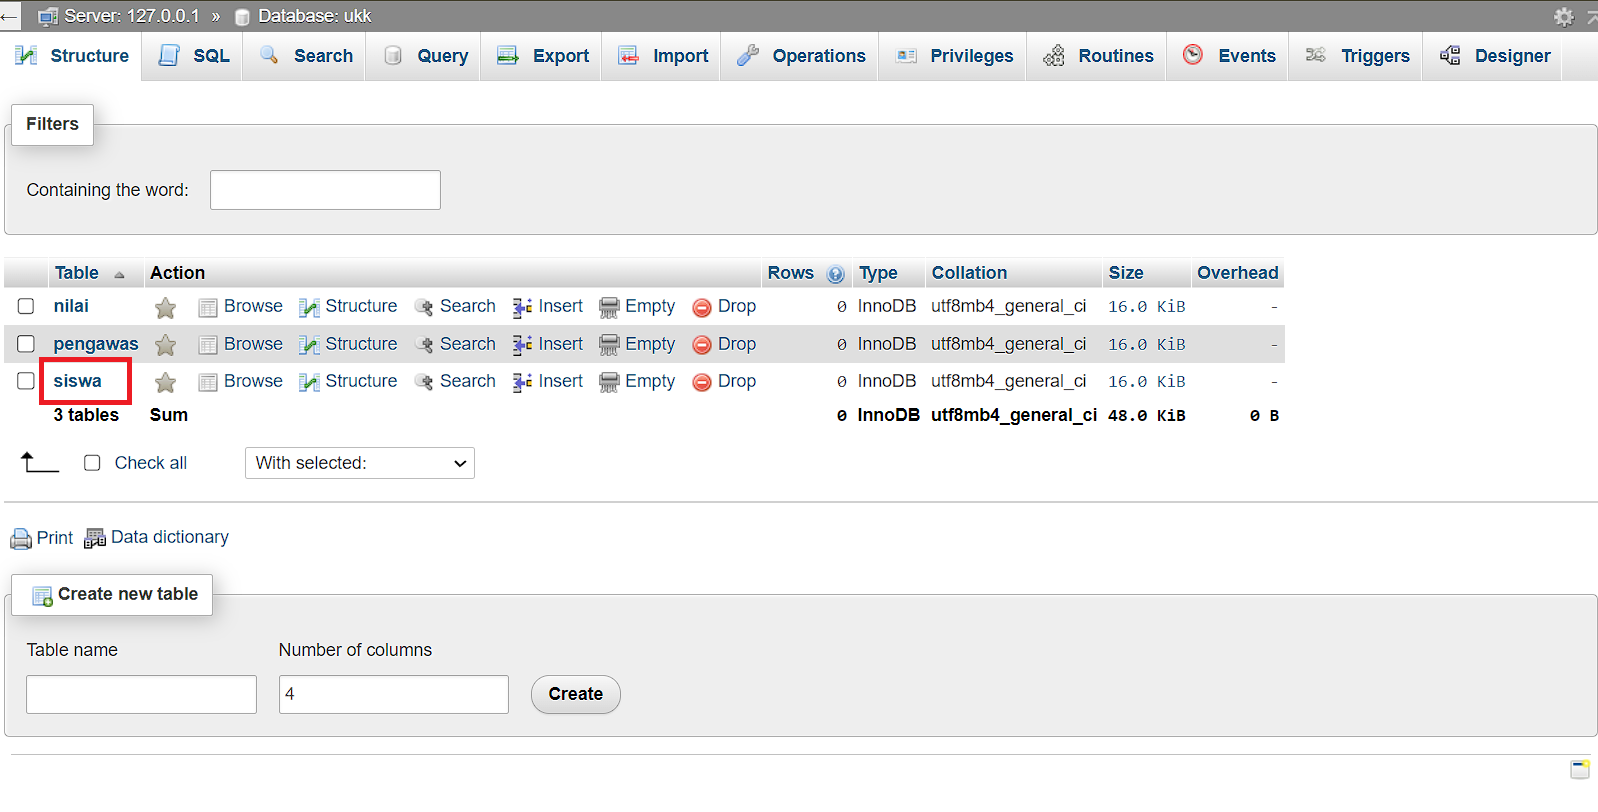 Server: 127.0.0.1 » Database: ukk
Structure SQL Search Query Export Import Operations Privileges Routines Events Triggers Designer
Filters
Containing the word:
Table Action Rows Type Collation Size Overhead
nilai Browse Structure Search Insert Empty Drop 0 InnoDB utf8mb4_general_ci 16.0 KiB -
pengawas Browse Structure Search Insert Empty Drop 0 InnoDB utf8mb4_general_ci 16.0 KiB -
siswa Browse Structure Search Insert Empty Drop 0 InnoDB utf8mb4_general_ci 16.0 KiB -
3 tables Sum 0 InnoDB utf8mb4_general_ci 48.0 KiB 0 B
Check all With selected:
Print Data dictionary
Create new table
Table name Number of columns
4 Create